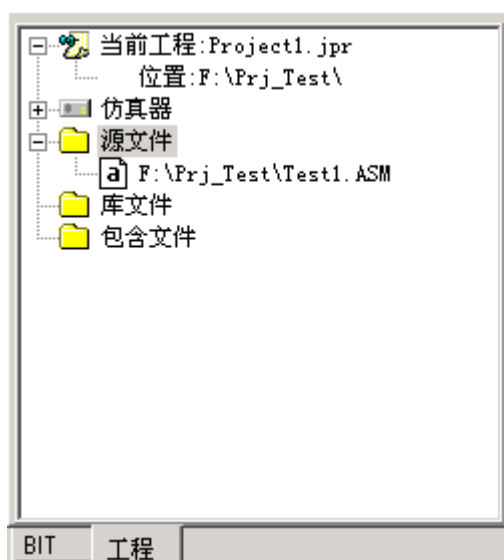 当前工程:Project1.jpr
位置:F:\Prj_Test\
仿真器
源文件
a F:\Prj_Test\Test1.ASM
库文件
包含文件
BIT 工程